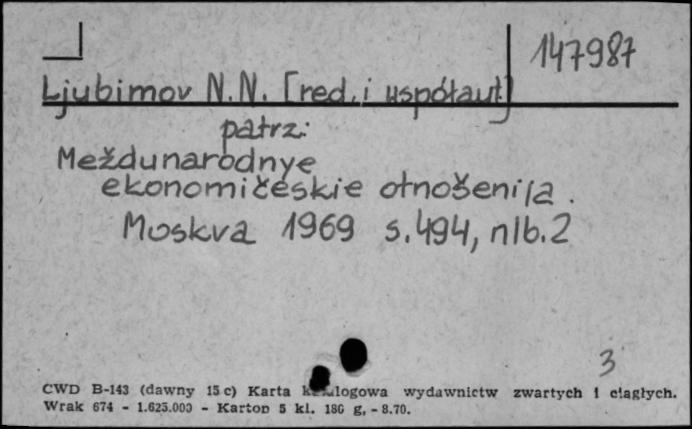 147987
Ljubimov N.N. [red. i współaut.]
patrz:
Meždunarodnye
ekonomičeskie otnošenija.
Moskva 1969 s.494, nlb.2
3
CWD B-143 (dawny 15 c) Karta katalogowa wydawnictw zwartych i ciągłych.
Wrak 674 - 1.625.000 - Karton 5 kl. 180 g, - 8.70.